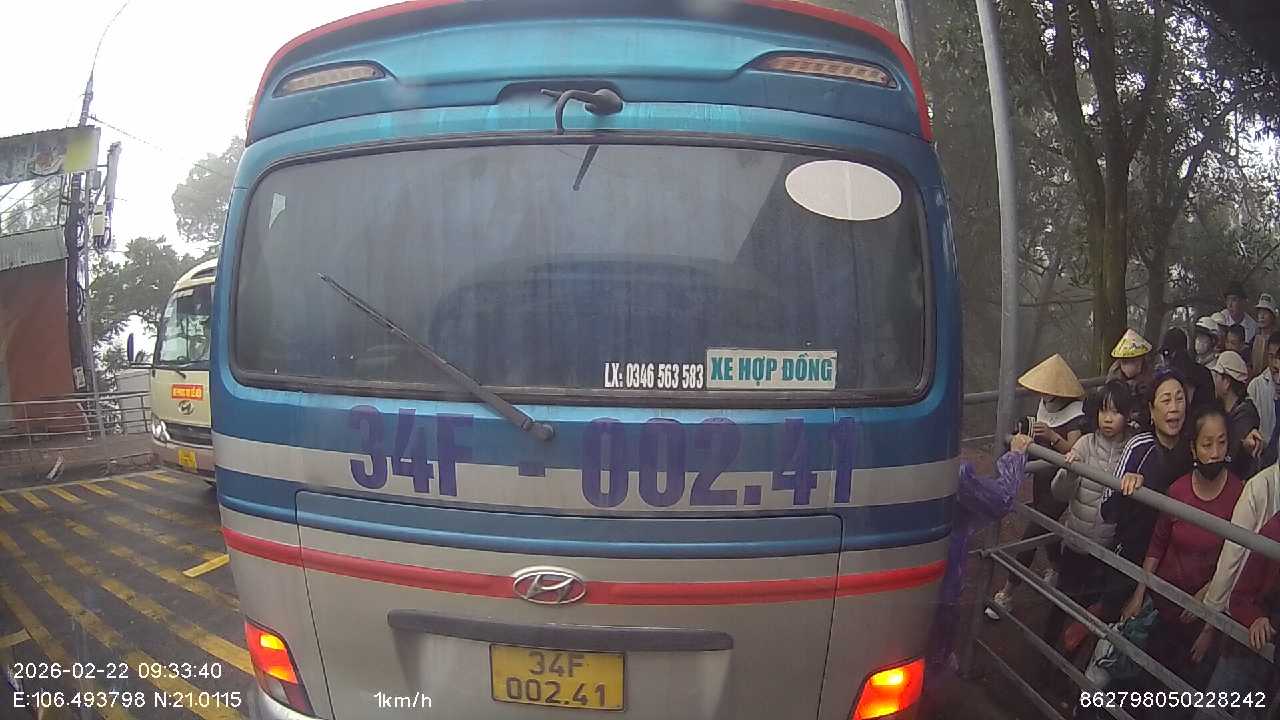 LX: 0346 563 583
XE HỢP ĐỒNG
34F - 002.41
34F
002.41
2026-02-22 09:33:40
E:106.493798 N:21.0115
1km/h
862798050228242